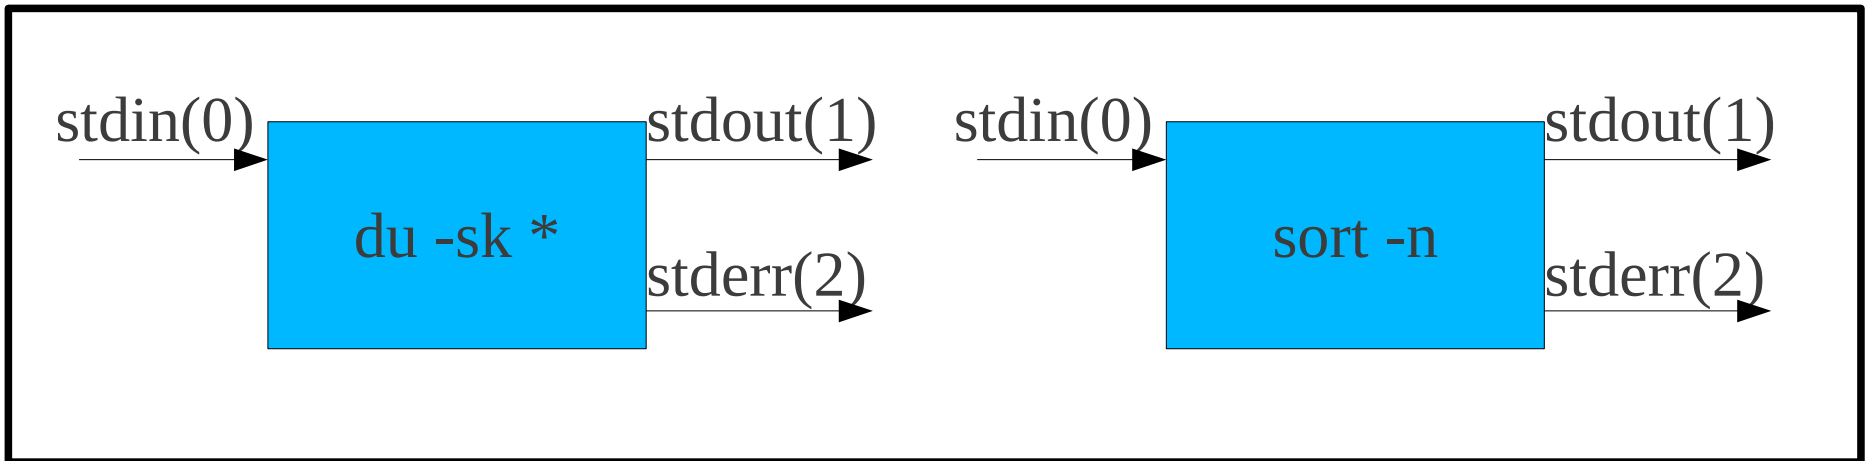 stdin(0)
stdout(1)
stdin(0)
stdout(1)
du -sk *
sort -n
stderr(2)
stderr(2)